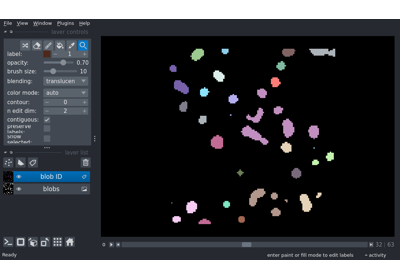 File View Window Plugins Help
layer controls
label: 1
opacity: 0.70
brush size: 10
blending: translucen
color mode: auto
contour: 0
n edit dim: 2
contiguous:
preserve labels:
show selected:
layer list
blob ID
blobs
0 32 63
Ready enter paint or fill mode to edit labels activity